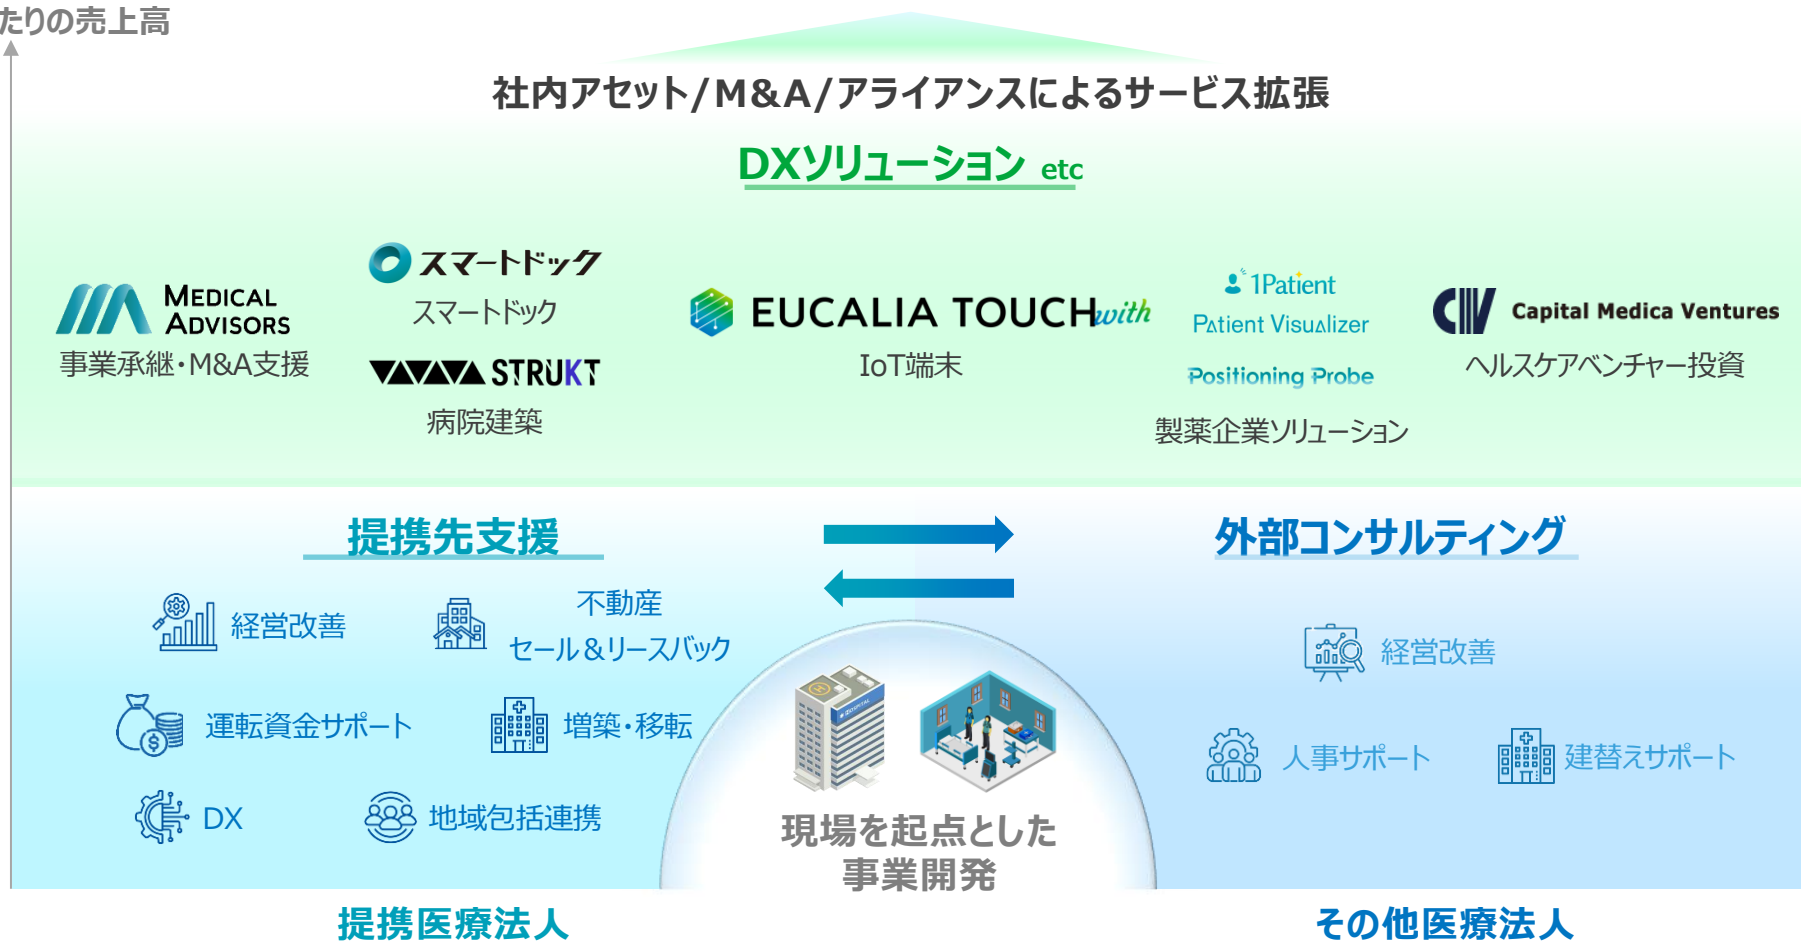 たりの売上高
社内アセット/M&A/アライアンスによるサービス拡張
DXソリューション etc
MEDICAL
ADVISORS
事業承継・M&A支援
スマートドック
スマートドック
STRUKT
病院建築
EUCALIA TOUCH with
IoT端末
1Patient
Patient Visualizer
Positioning Probe
製薬企業ソリューション
Capital Medica Ventures
ヘルスケアベンチャー投資
提携先支援
外部コンサルティング
経営改善
不動産
セール&リースバック
運転資金サポート
増築・移転
DX
地域包括連携
経営改善
人事サポート
建替えサポート
HOSPITAL
現場を起点とした
事業開発
提携医療法人
その他医療法人